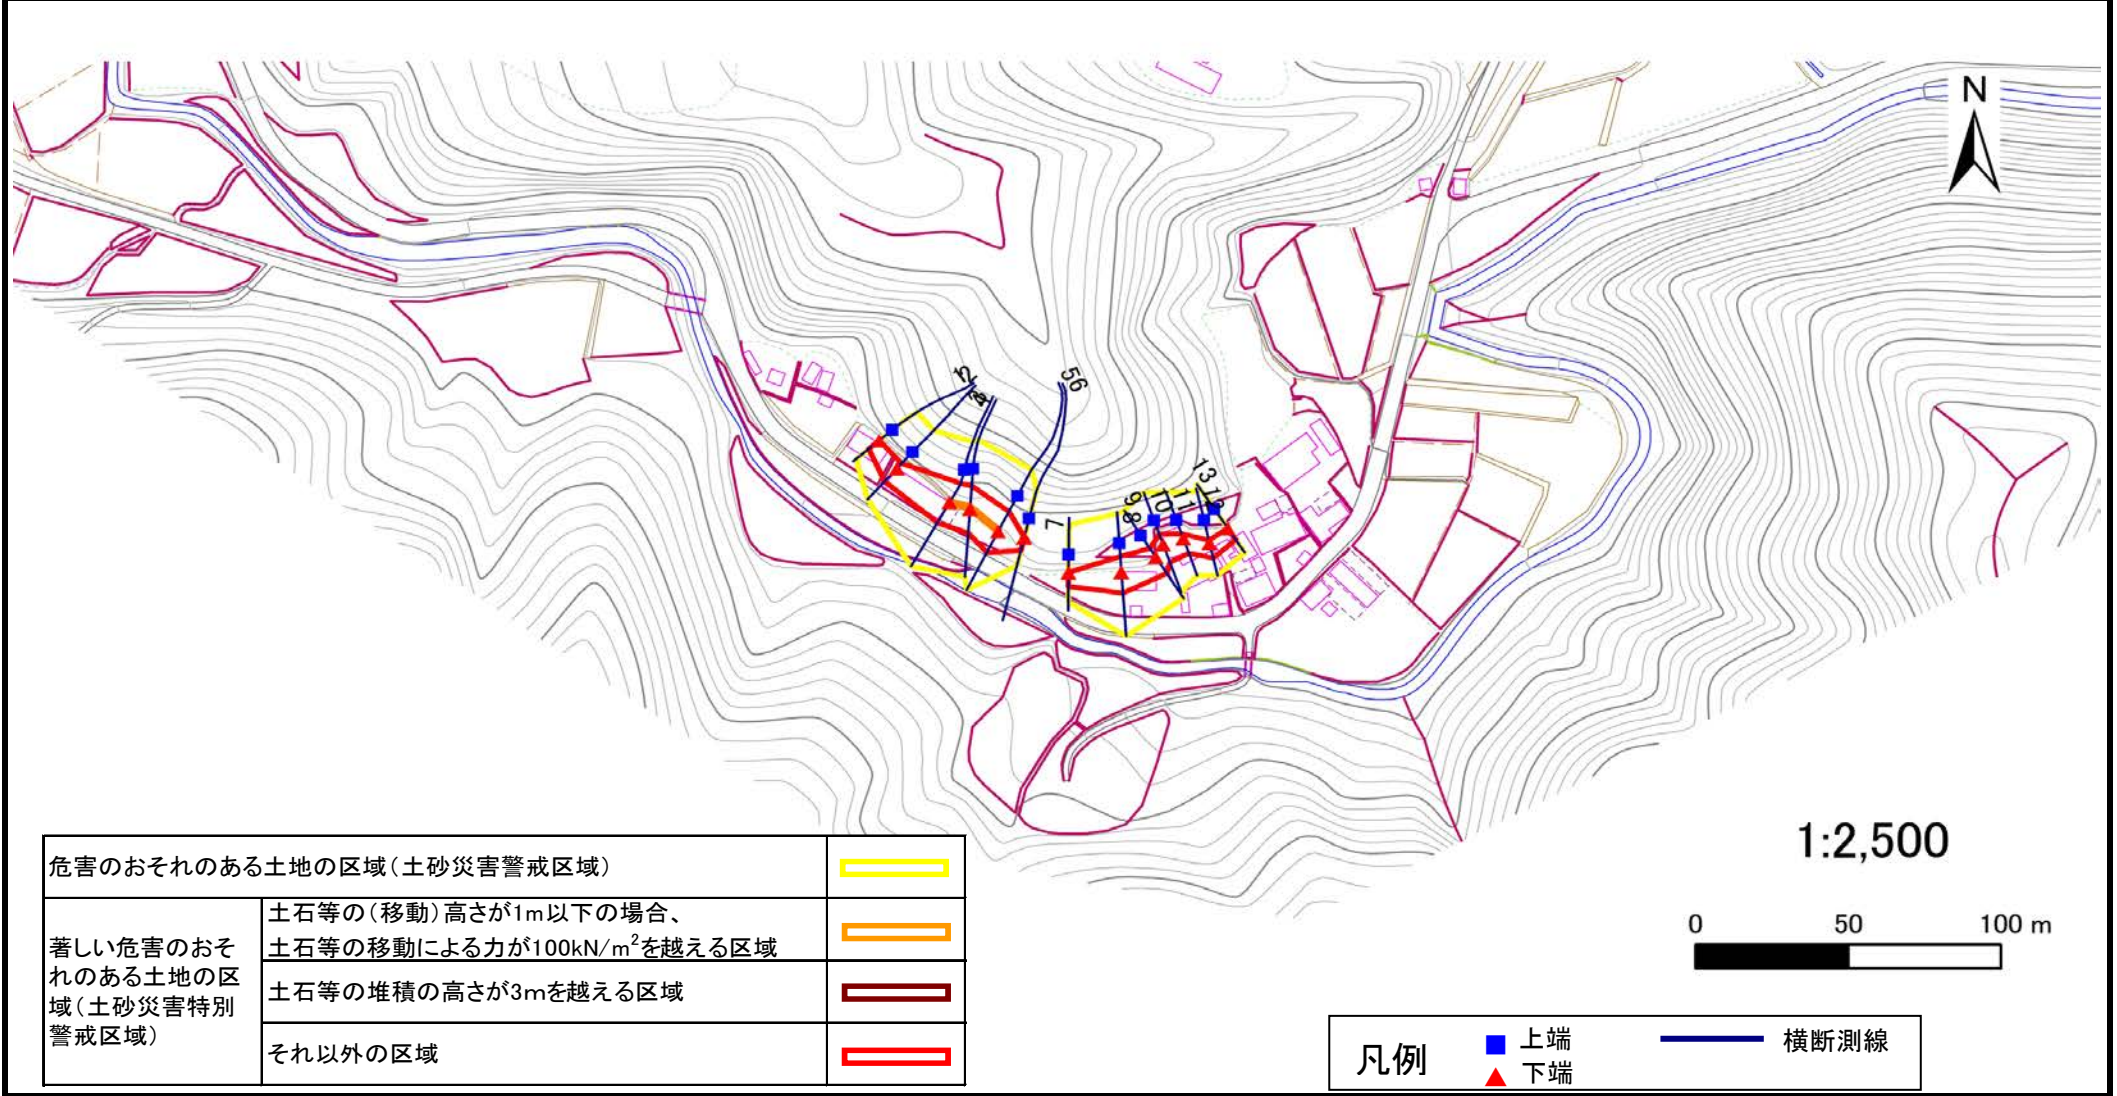 N
12
34
56
7
8
9
10
11
12
13
1:2,500
0 50 100 m
危害のおそれのある土地の区域(土砂災害警戒区域)
著しい危害のおそ
れのある土地の区
域(土砂災害特別
警戒区域)
土石等の(移動)高さが1m以下の場合、
土石等の移動による力が100kN/m²を越える区域
土石等の堆積の高さが3mを越える区域
それ以外の区域
凡例
上端
下端
横断測線